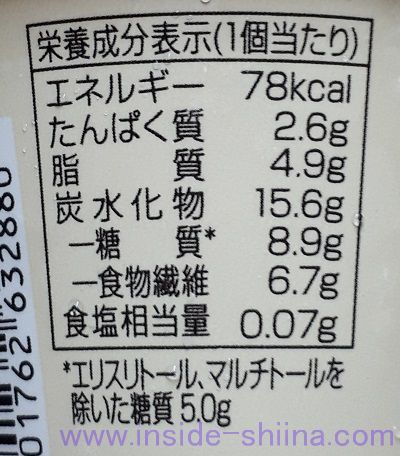 栄養成分表示(1個当たり)
エネルギー 78kcal
たんぱく質 2.6g
脂質 4.9g
炭水化物 15.6g
―糖質* 8.9g
―食物繊維 6.7g
食塩相当量 0.07g
*エリスリトール、マルチトールを
除いた糖質 5.0g
01762 632880
www.inside-shiina.com